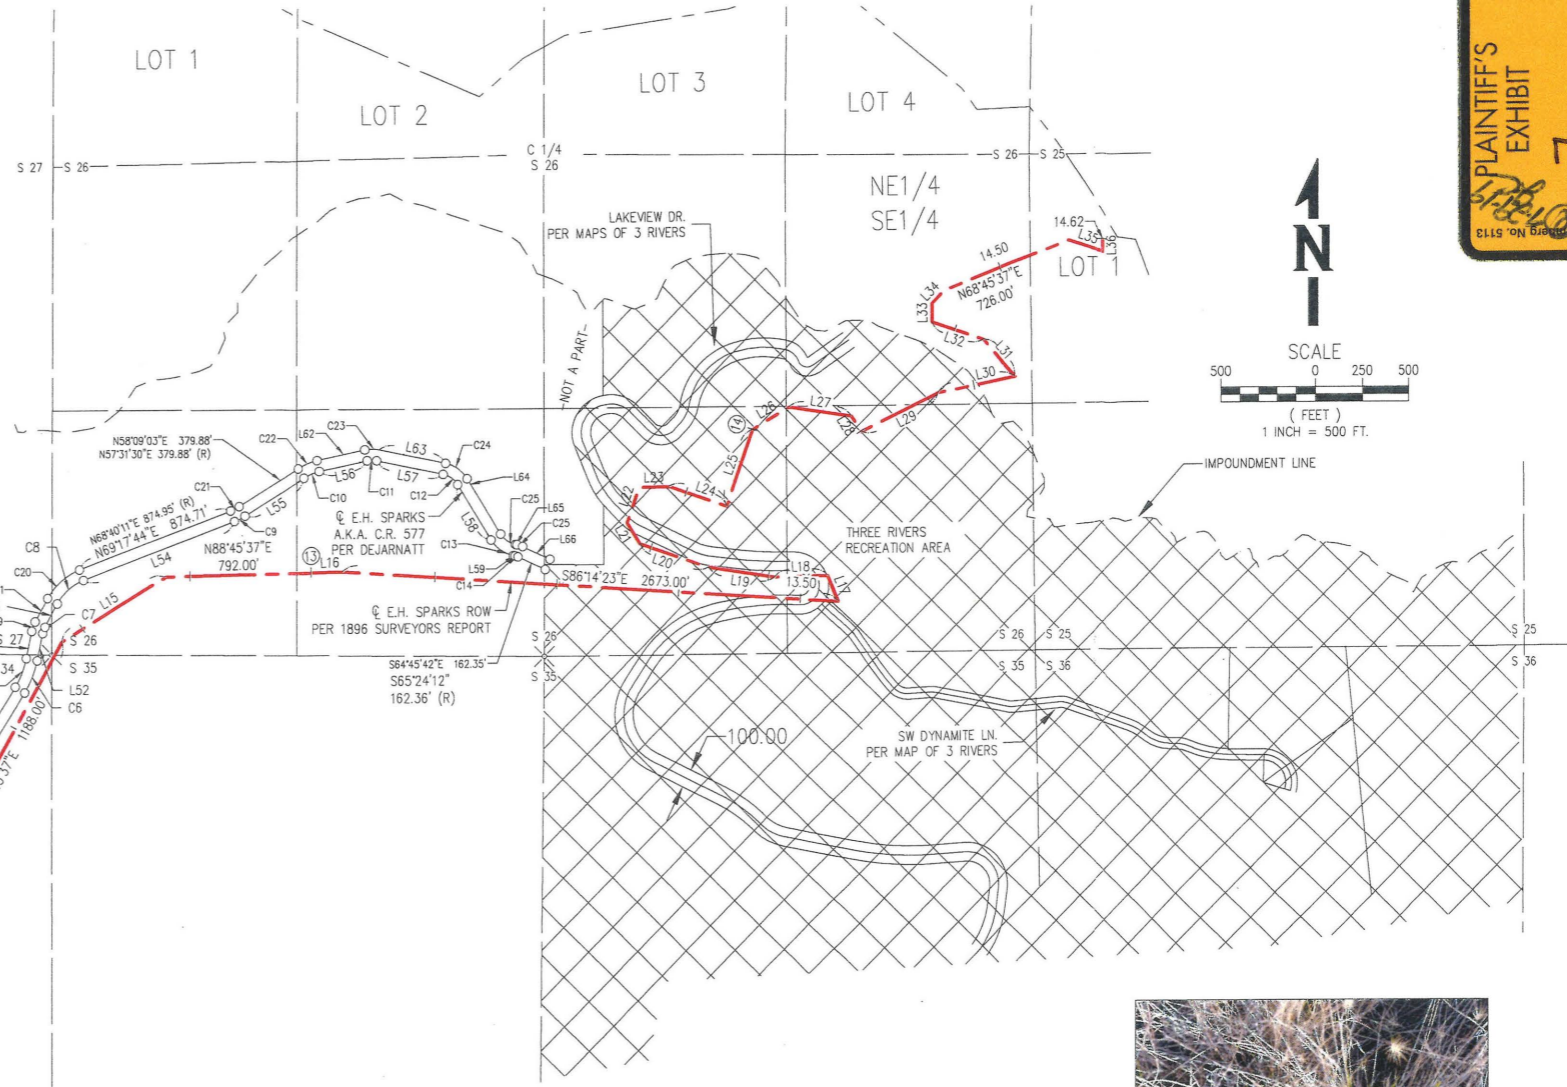 LOT 1
LOT 2
LOT 3
LOT 4
PLAINTIFF'S
EXHIBIT
7
No. 5113
S 27
S 26
C 1/4
S 26
S 26
S 25
NE1/4
SE1/4
LAKEVIEW DR.
PER MAPS OF 3 RIVERS
14.62
L35
L36
LOT 1
14.50
N68°45'37"E
726.00'
L34
L33
L32
L31
L30
L29
N
SCALE
500
0
250
500
( FEET )
1 INCH = 500 FT.
NOT A PART
IMPOUNDMENT LINE
N58°09'03"E 379.88'
N57°31'30"E 379.88' (R)
C22
L62
C23
L63
C24
L64
L56
L57
C10
C11
C12
C21
L55
C9
N68°40'11"E 874.95' (R)
N69°17'44"E 874.71'
L54
N88°45'37"E
792.00'
℄ E.H. SPARKS
A.K.A. C.R. 577
PER DEJARNATT
L58
C25
L65
C25
L66
C13
L59
C14
13
L16
14
L28
L27
L26
L25
L24
L23
L22
L21
L20
L19
L18
13.50
L17
THREE RIVERS
RECREATION AREA
S86°14'23"E 2673.00'
℄ E.H. SPARKS ROW
PER 1896 SURVEYORS REPORT
C8
C20
C7
L15
S 27
S 26
S 35
34
L52
C6
1188.00'
S64°45'42"E 162.35'
S65°24'12"
162.36' (R)
S 26
S 35
S 26
S 25
S 35
S 36
S 25
S 36
100.00
SW DYNAMITE LN.
PER MAP OF 3 RIVERS